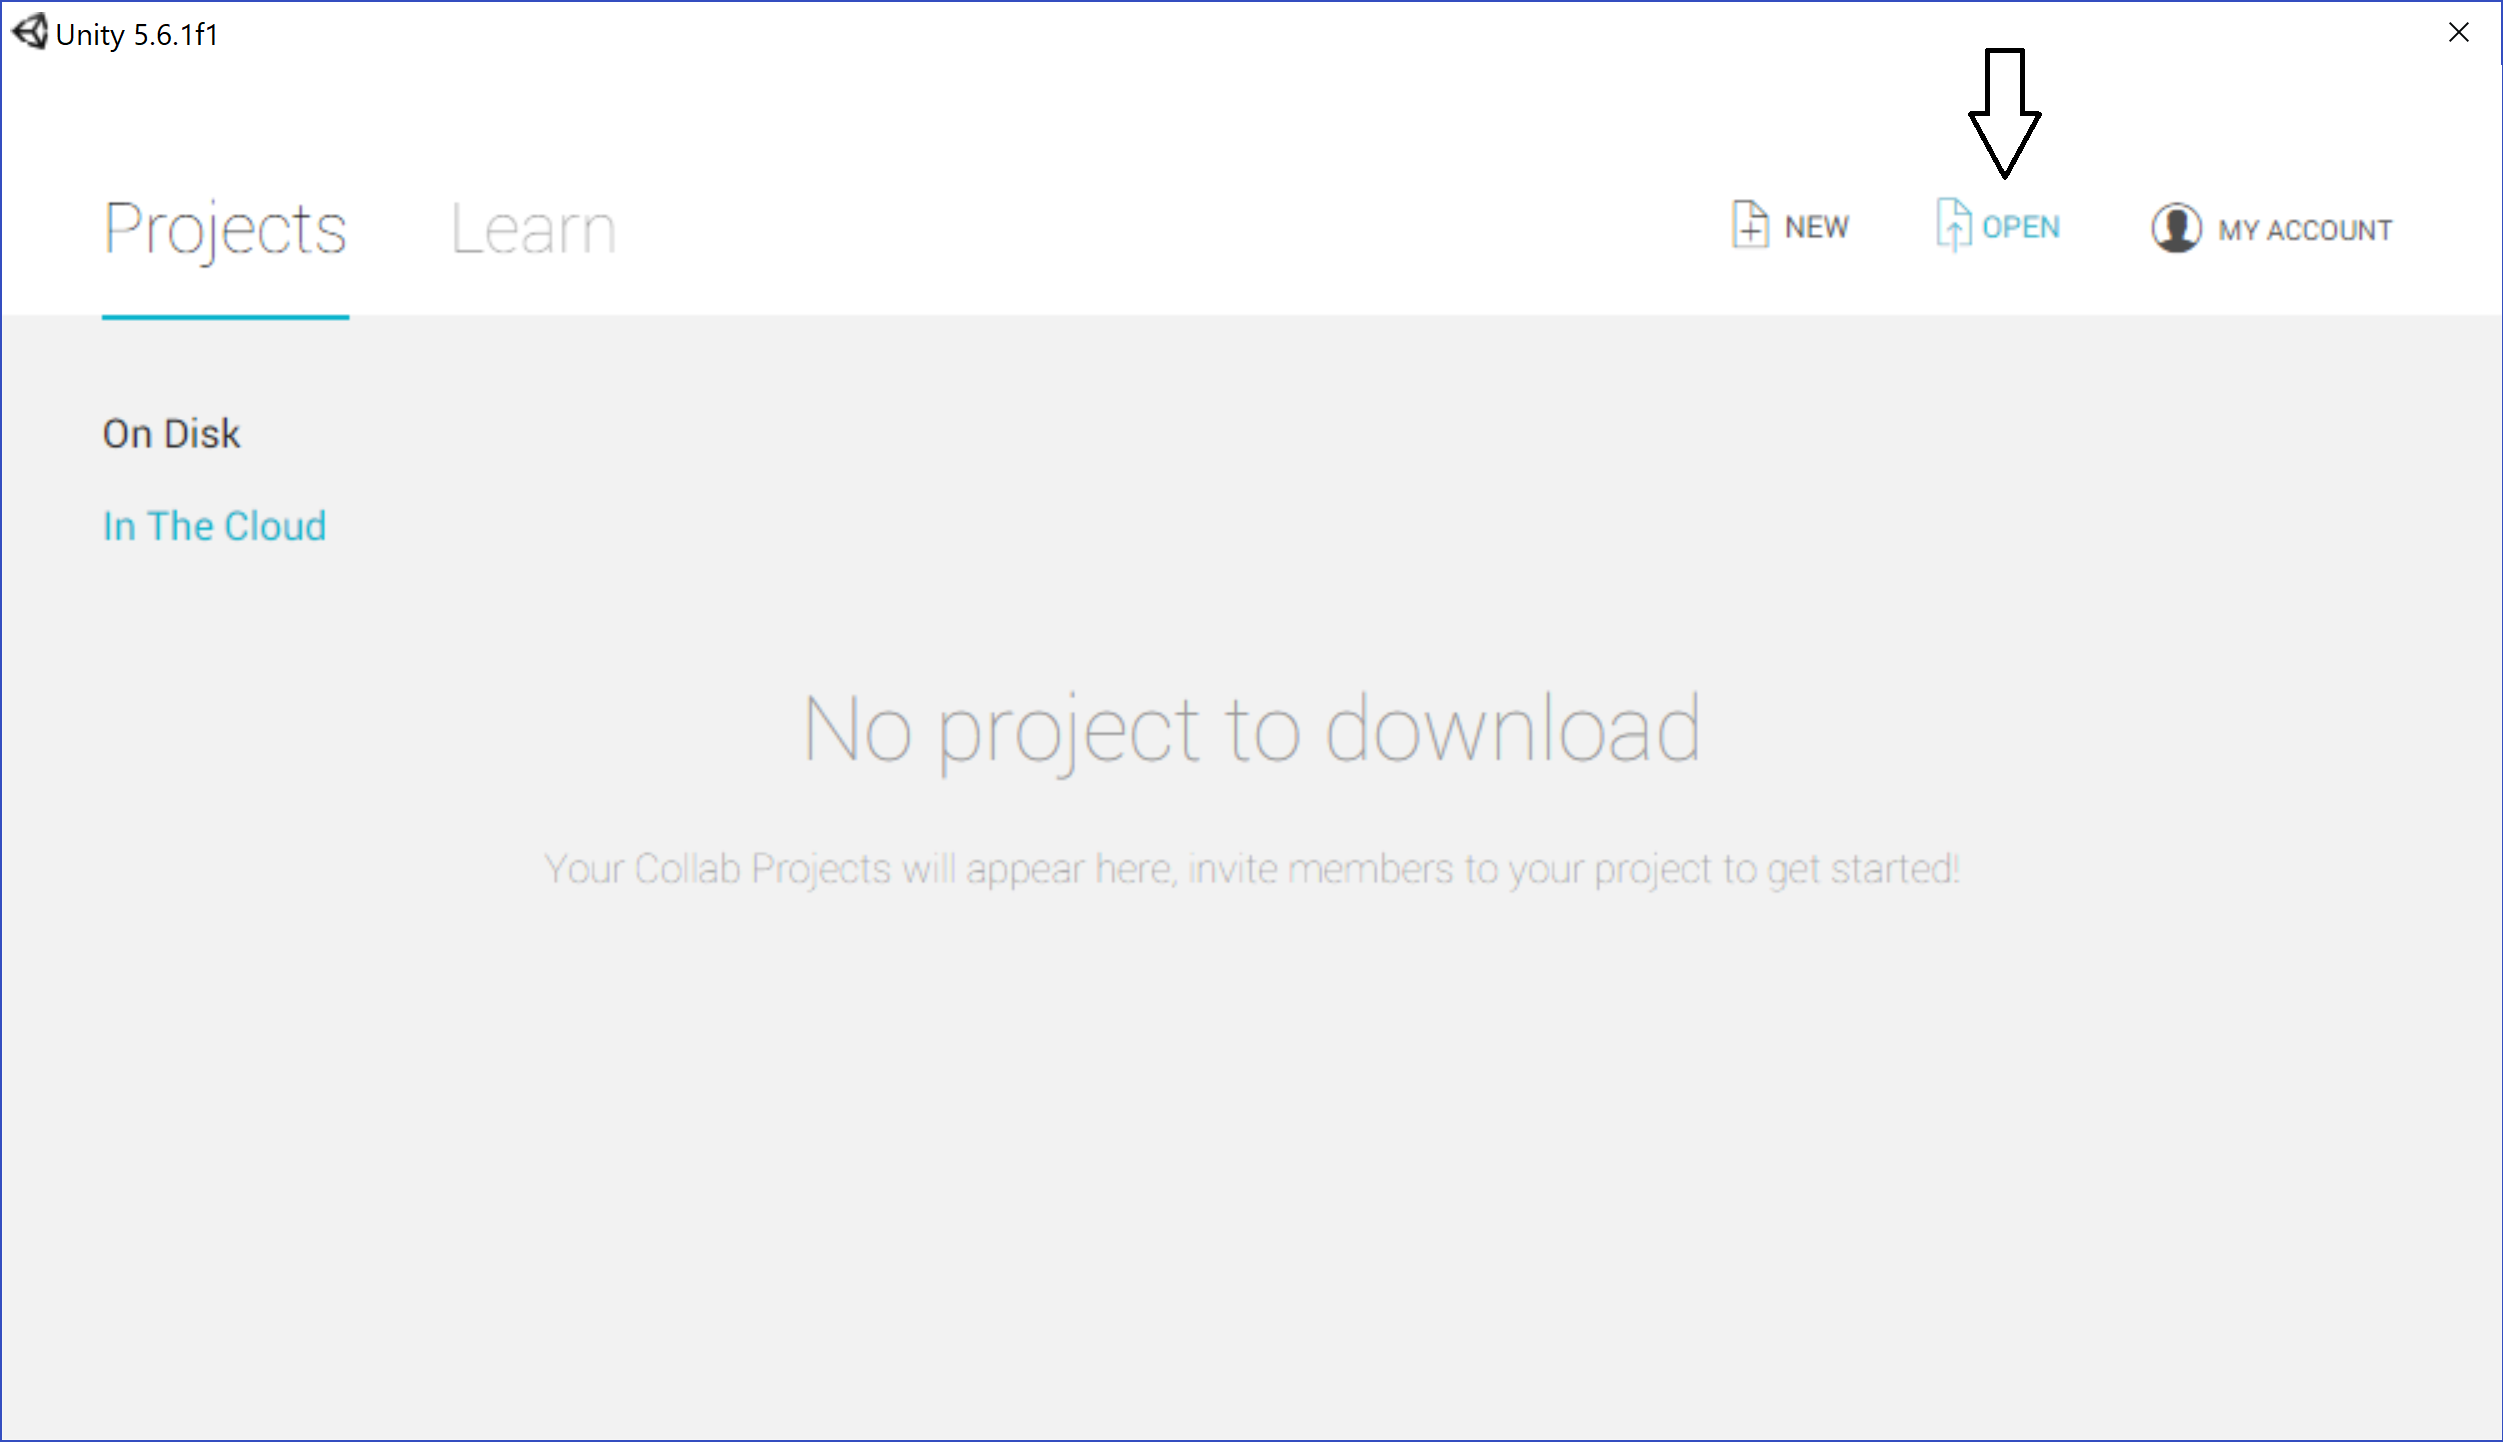 Unity 5.6.1f1
Projects Learn NEW OPEN MY ACCOUNT
On Disk
In The Cloud
No project to download
Your Collab Projects will appear here, invite members to your project to get started!